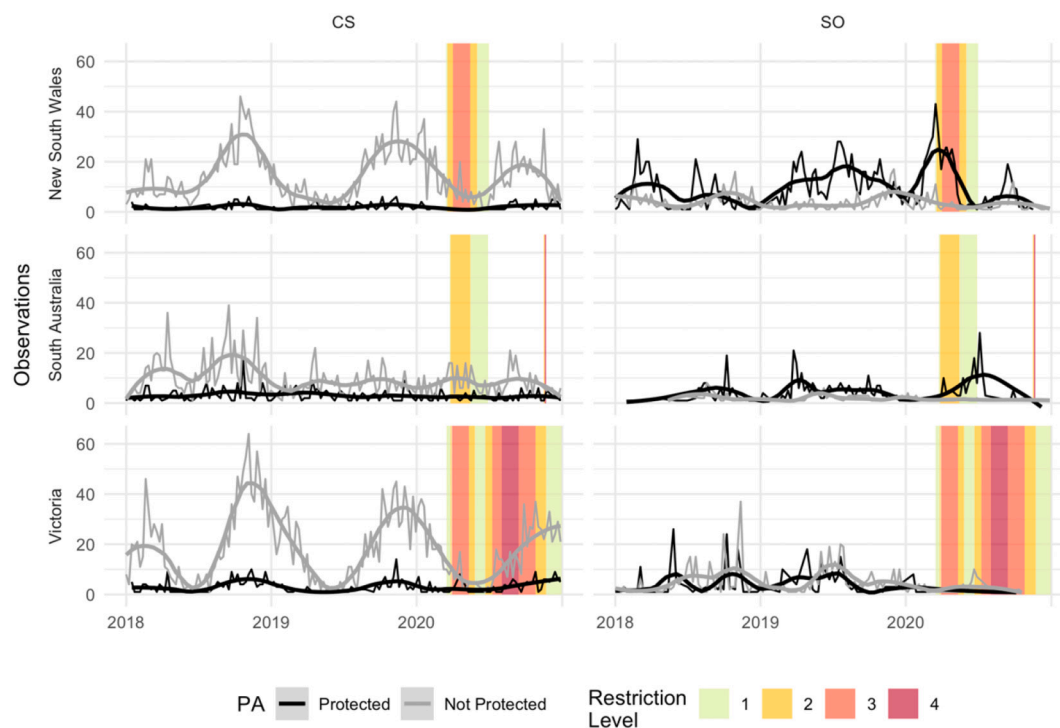 CS
SO
Observations
New South Wales
60
40
20
0
South Australia
60
40
20
0
Victoria
60
40
20
0
2018
2019
2020
2018
2019
2020
PA
Protected
Not Protected
Restriction
Level
1
2
3
4